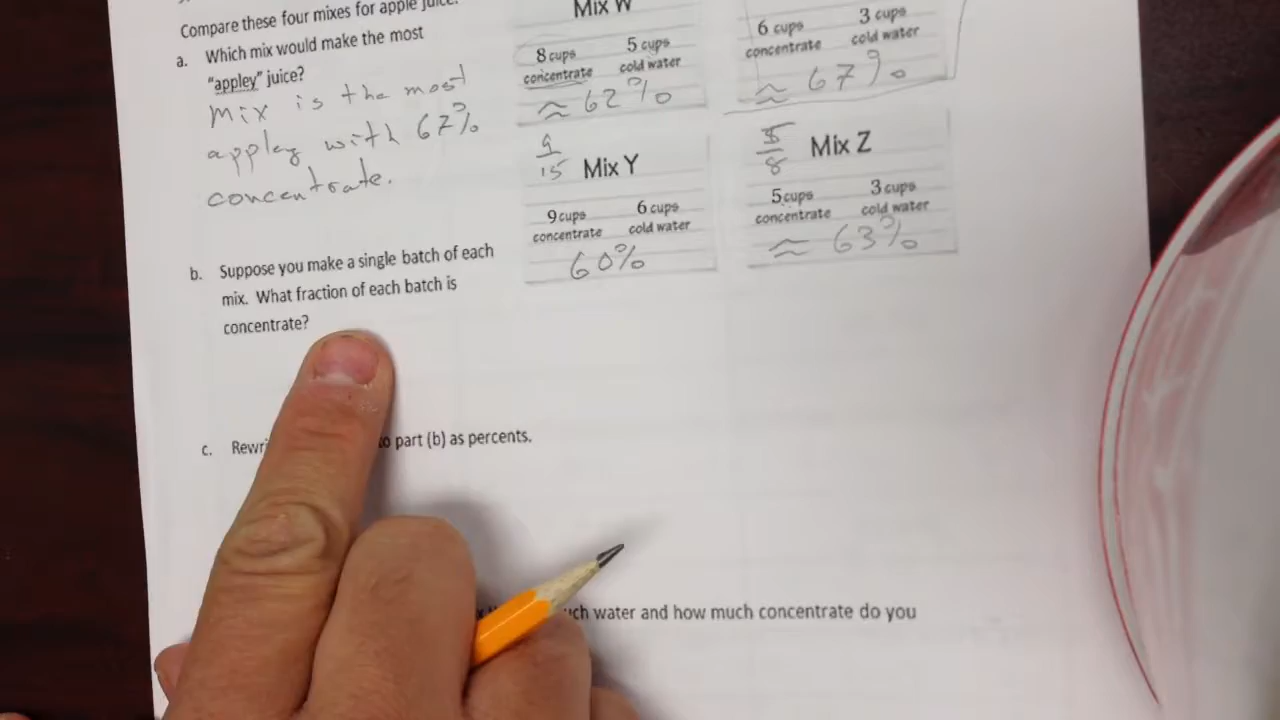 Compare these four mixes for apple juice.
a. Which mix would make the most
"appley" juice?
Mix is the most
appley with 67%
concentrate.
Mix W
8 cups 5 cups
concentrate cold water
≈ 62%
6 cups 3 cups
concentrate cold water
≈ 67%
9/15 Mix Y
9 cups 6 cups
concentrate cold water
60%
5/8 Mix Z
5 cups 3 cups
concentrate cold water
≈ 63%
b. Suppose you make a single batch of each
mix. What fraction of each batch is
concentrate?
c. to part (b) as percents.
water and how much concentrate do you